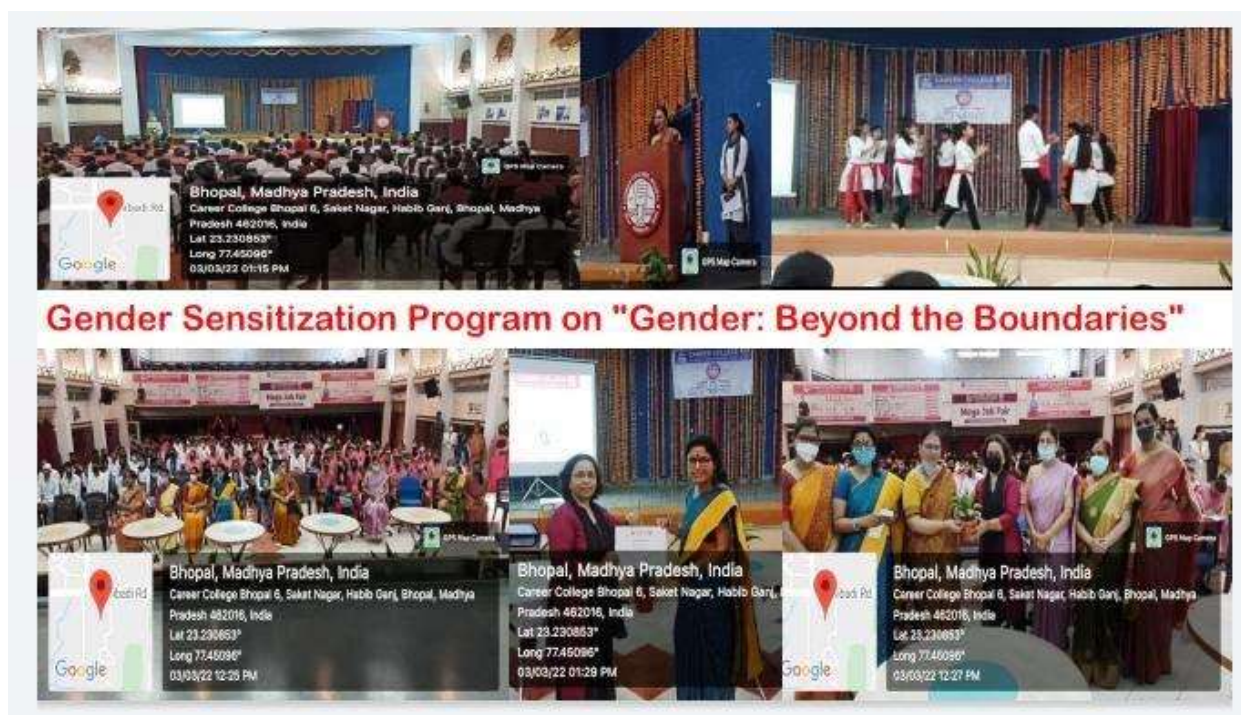 GPS Map Camera
Bhopal, Madhya Pradesh, India
Career College Bhopal 6, Saket Nagar, Habib Ganj, Bhopal, Madhya
Pradesh 462016, India
Lat 23.230853°
Long 77.45096°
03/03/22 01:15 PM
Google
GPS Map Camera
CAREER COLLEGE
Gender Sensitization Program on "Gender: Beyond the Boundaries"
Mega Job Fair
GPS Map Camera
Bhopal, Madhya Pradesh, India
Career College Bhopal 6, Saket Nagar, Habib Ganj, Bhopal, Madhya
Pradesh 462016, India
Lat 23.230853°
Long 77.45096°
03/03/22 12:25 PM
Google
Bhopal, Madhya Pradesh, India
Career College Bhopal 6, Saket Nagar, Habib Ganj,
Pradesh 462016, India
Lat 23.230853°
Long 77.45096°
03/03/22 01:29 PM
Mega Job Fair
GPS Map Camera
Bhopal, Madhya Pradesh, India
Career College Bhopal 6, Saket Nagar, Habib Ganj, Bhopal, Madhya
Pradesh 462016, India
Lat 23.230853°
Long 77.45096°
03/03/22 12:27 PM
Google